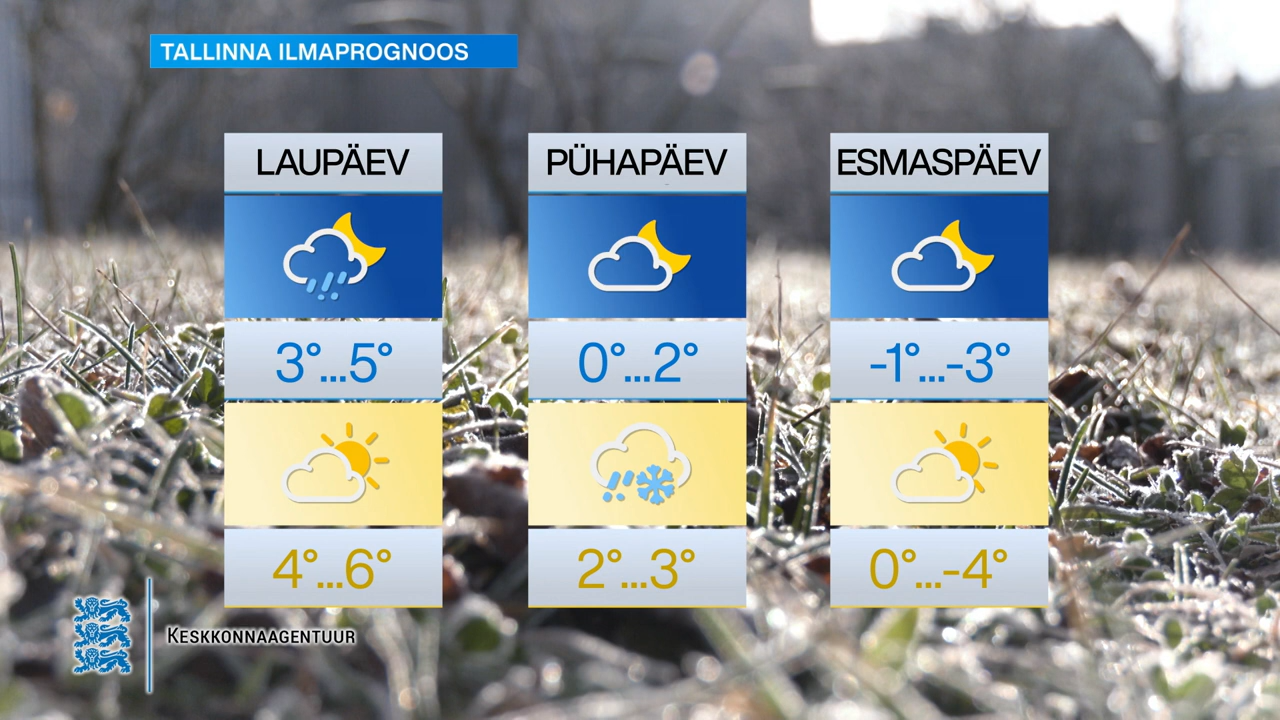 TALLINNA ILMAPROGNOOS
LAUPÄEV
3°...5°
4°...6°
PÜHAPÄEV
0°...2°
2°...3°
ESMASPÄEV
-1°...-3°
0°...-4°
KESKKONNAAGENTUUR